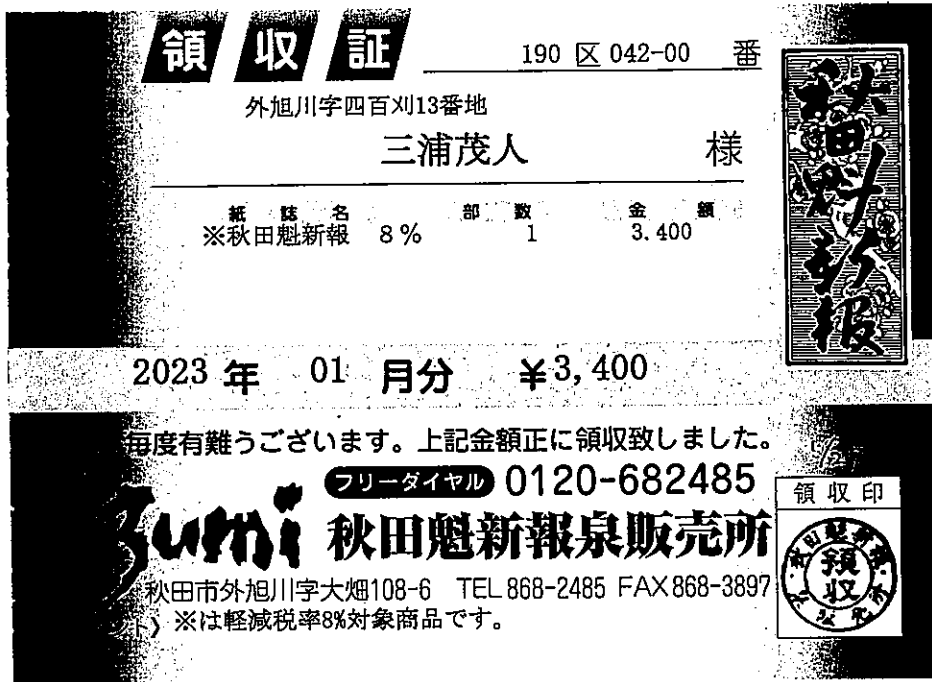 領収証
190 区 042-00 番
外旭川字四百刈13番地
三浦茂人 様
紙誌名 部数 金額
※秋田魁新報 8% 1 3.400
秋田魁新報
2023 年 01 月分 ¥3,400
毎度有難うございます。上記金額正に領収致しました。
フリーダイヤル 0120-682485
領収印
秋田魁新報泉販売所
領収
秋田市外旭川字大畑108-6 TEL868-2485 FAX868-3897
※は軽減税率8%対象商品です。